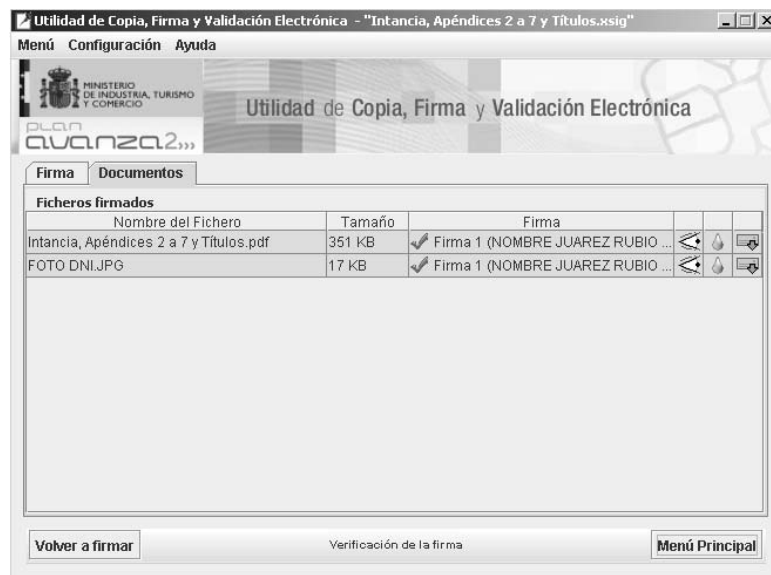 Utilidad de Copia, Firma y Validación Electrónica - "Intancia, Apéndices 2 a 7 y Títulos.xsig"
Menú Configuración Ayuda
MINISTERIO
DE INDUSTRIA, TURISMO
Y COMERCIO
Utilidad de Copia, Firma y Validación Electrónica
PLAN
avanza2
Firma Documentos
Ficheros firmados
Nombre del Fichero Tamaño Firma
Intancia, Apéndices 2 a 7 y Títulos.pdf 351 KB Firma 1 (NOMBRE JUAREZ RUBIO ...
FOTO DNI.JPG 17 KB Firma 1 (NOMBRE JUAREZ RUBIO ...
Volver a firmar Verificación de la firma Menú Principal